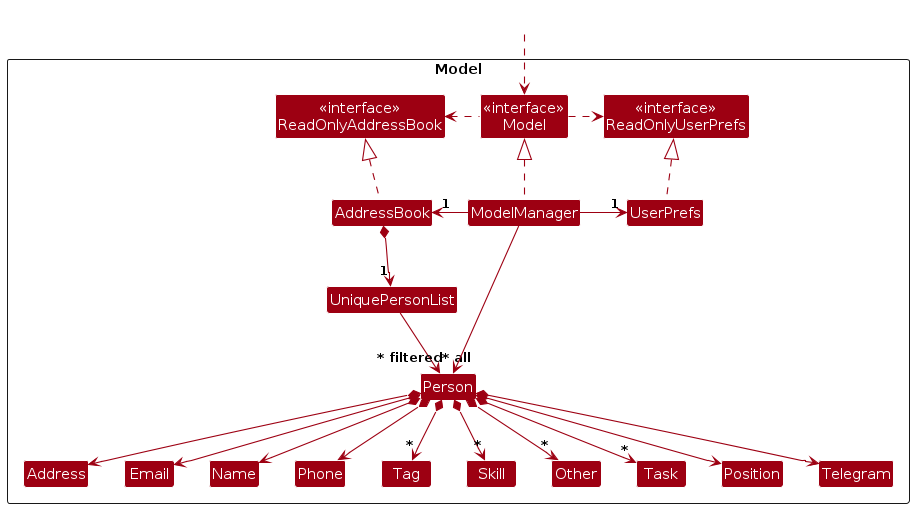 Model
«interface»
ReadOnlyAddressBook
«interface»
Model
«interface»
ReadOnlyUserPrefs
AddressBook
1
ModelManager
1
UserPrefs
1
UniquePersonList
* filtered
* all
Person
*
*
*
*
Address
Email
Name
Phone
Tag
Skill
Other
Task
Position
Telegram